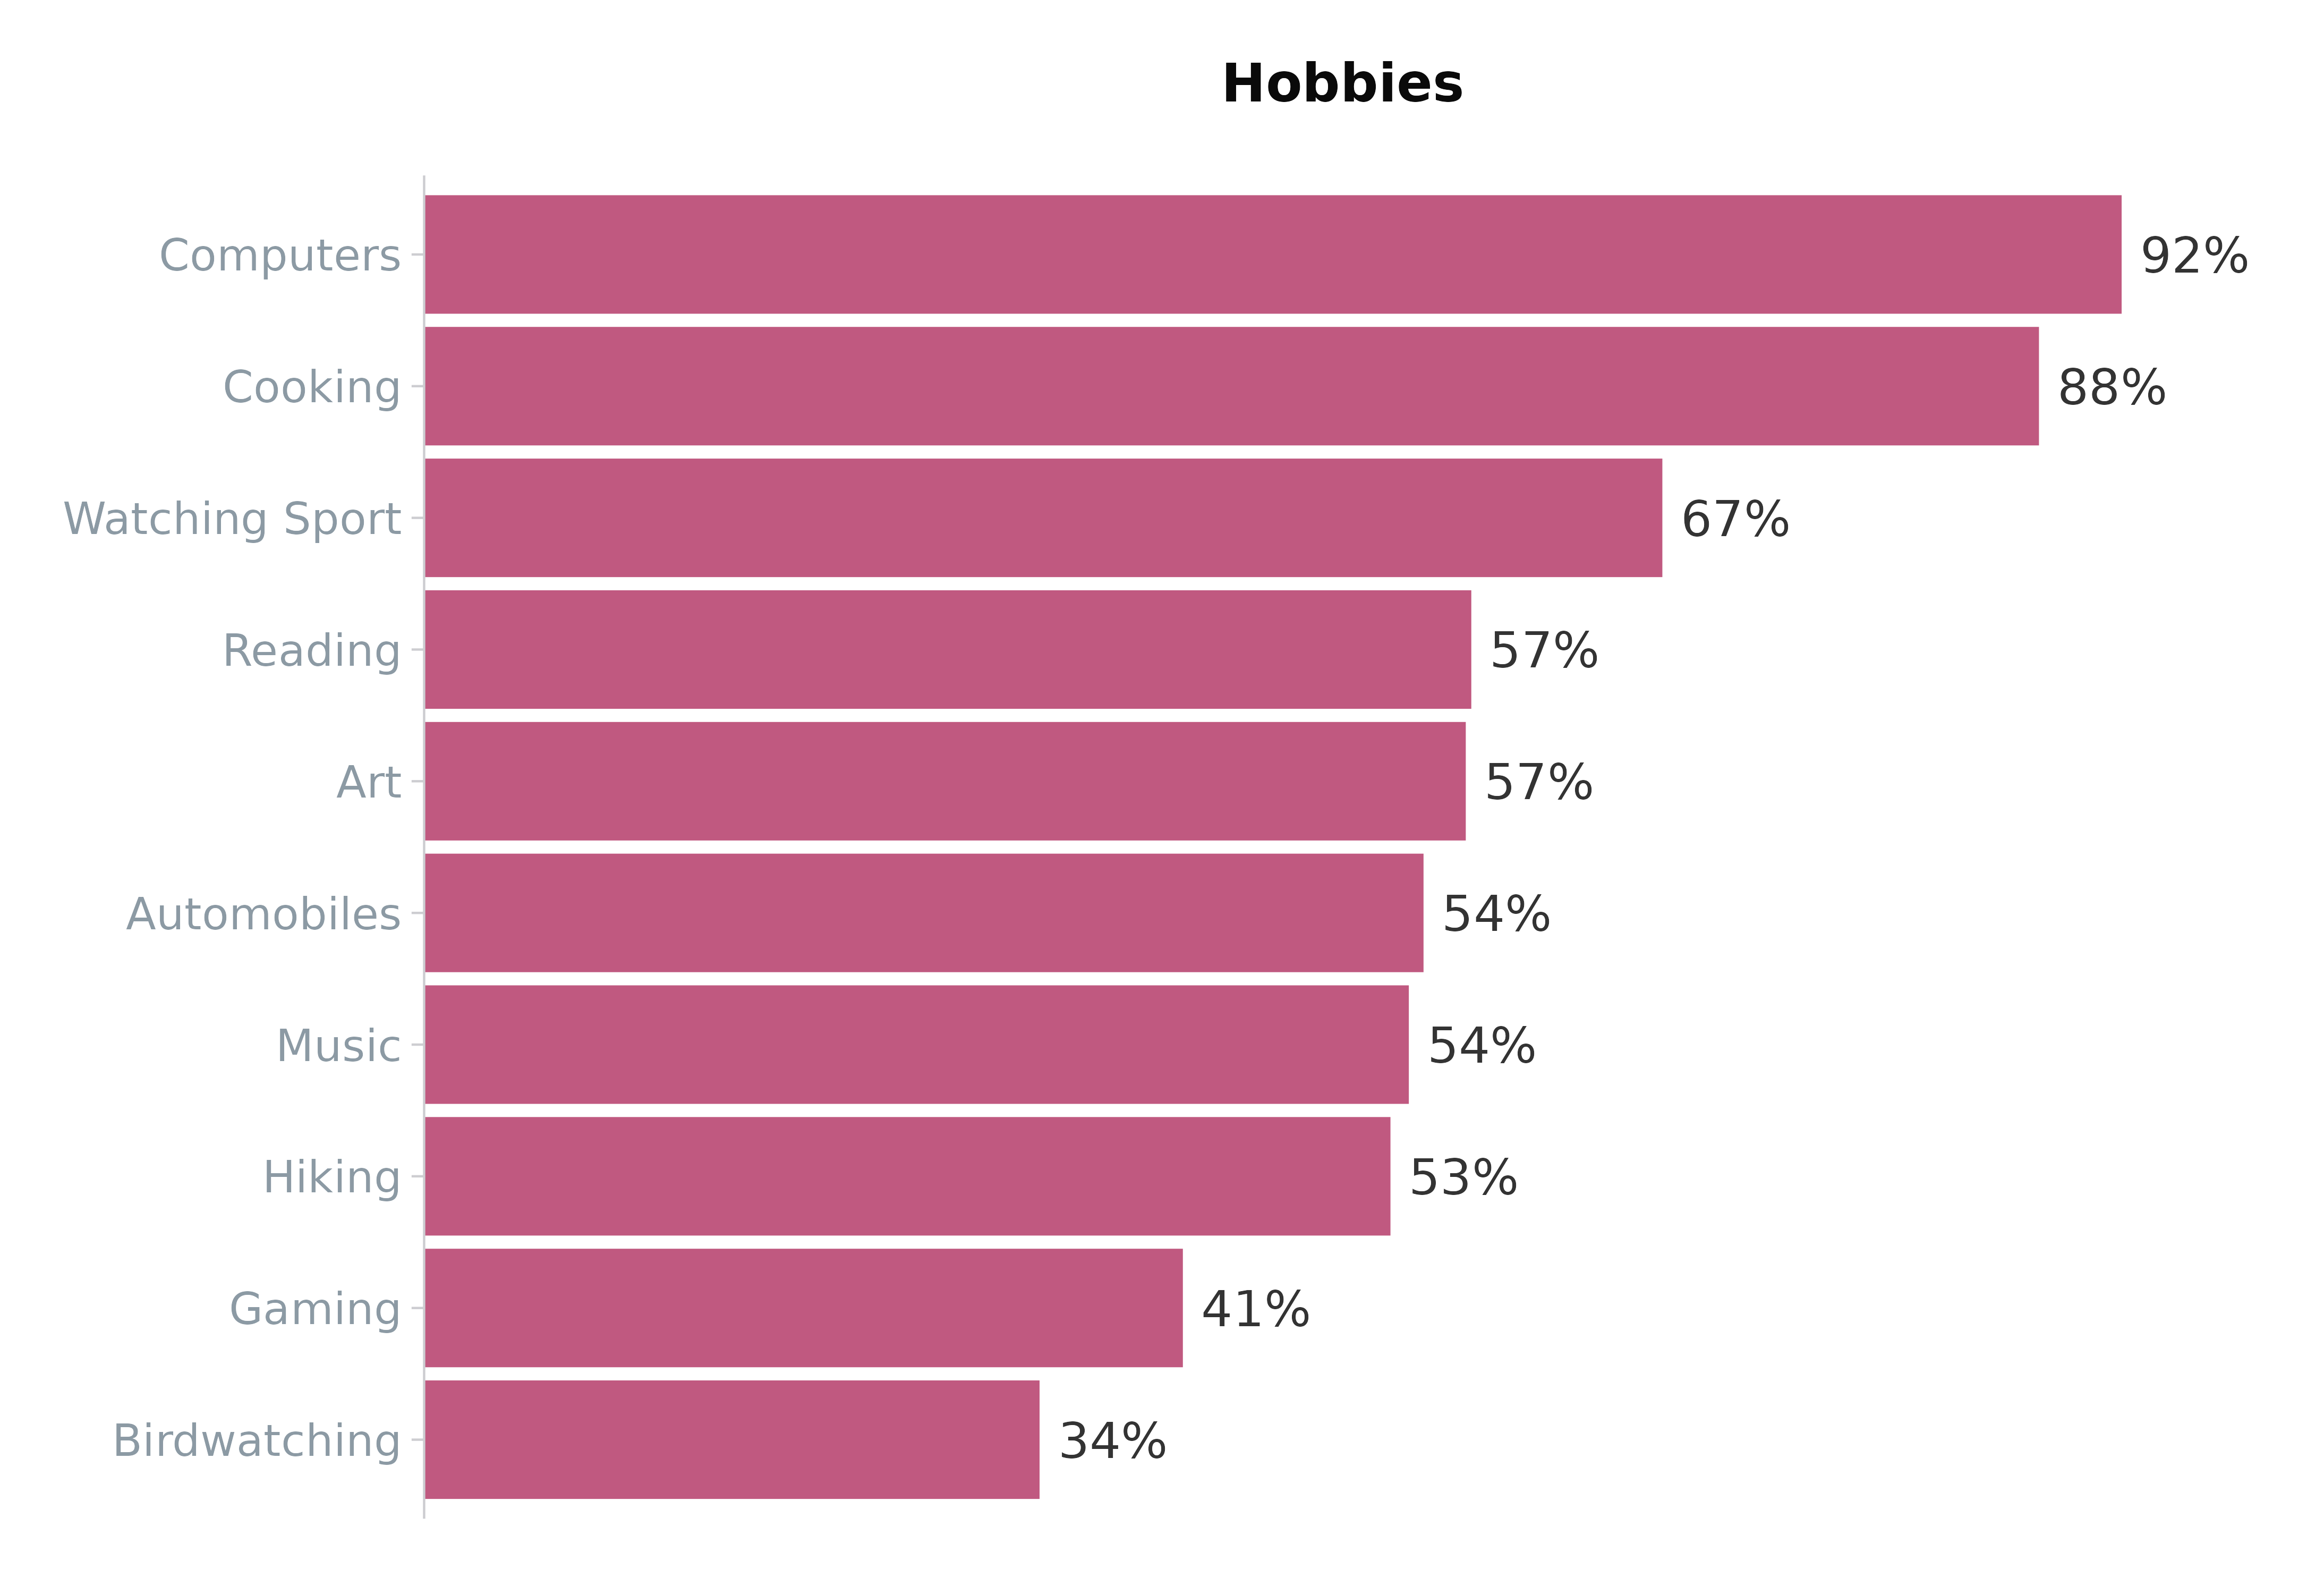 Hobbies
Computers 92%
Cooking 88%
Watching Sport 67%
Reading 57%
Art 57%
Automobiles 54%
Music 54%
Hiking 53%
Gaming 41%
Birdwatching 34%